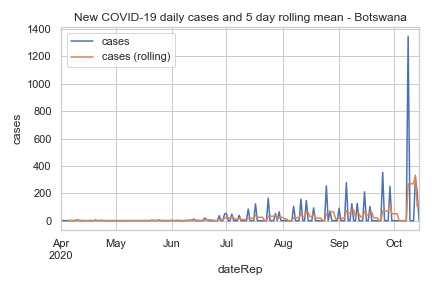 New COVID-19 daily cases and 5 day rolling mean - Botswana
cases
cases (rolling)
1400
1200
1000
800
600
400
200
0
cases
Apr
2020
May
Jun
Jul
Aug
Sep
Oct
dateRep